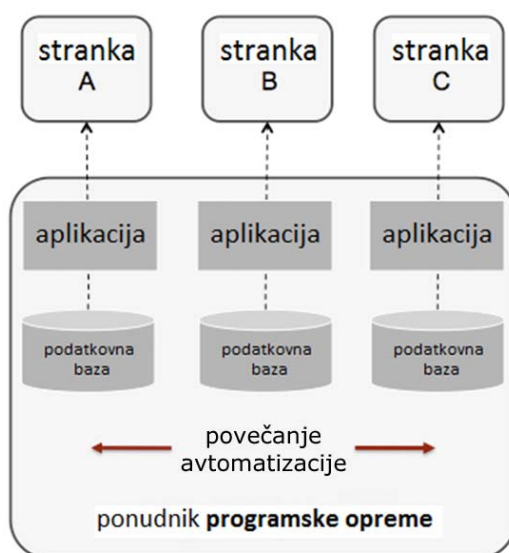 stranka
A
stranka
B
stranka
C
aplikacija
aplikacija
aplikacija
podatkovna
baza
podatkovna
baza
podatkovna
baza
povečanje
avtomatizacije
ponudnik programske opreme